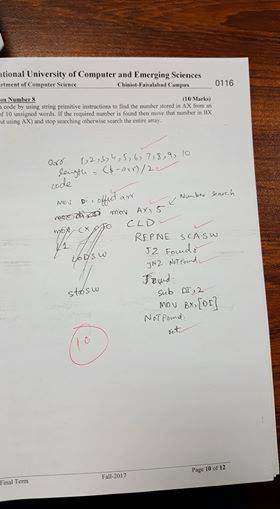 ational University of Computer and Emerging Sciences
rtment of Computer Science Chiniot-Faisalabad Campus 0116
on Number 8 (10 Marks)
code by using string primitive instructions to find the number stored in AX from an
of 10 unsigned words. If the required number is found then move that number in BX
ut using AX) and stop searching otherwise search the entire array.
arr 1,2,3,4,5,6,7,8,9,10
length = ($-arr)/2
code
MOV DI, offset arr
mov AX, 5 Number search
mov CX, 10
CLD
L1
REPNE SCASW
LODSW
JZ Found
JNZ NotFound
Found:
stosw
Sub DI, 2
MOV BX, [DI]
NotFound:
ret
10
Page 10 of 12
Final Term Fall-2017